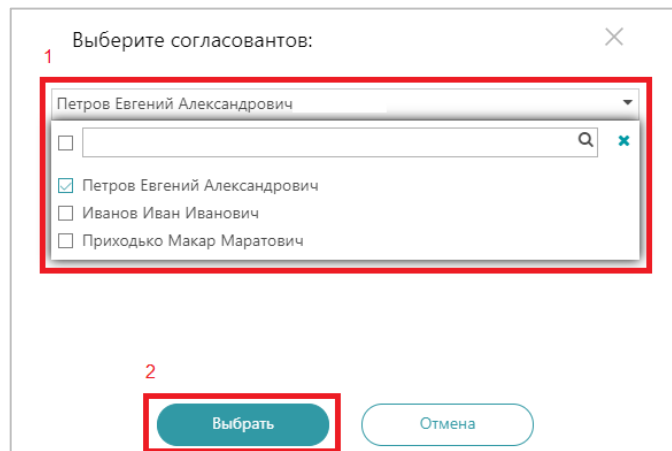 Выберите согласовантов:
1
Петров Евгений Александрович
Петров Евгений Александрович
Иванов Иван Иванович
Приходько Макар Маратович
2
Выбрать
Отмена